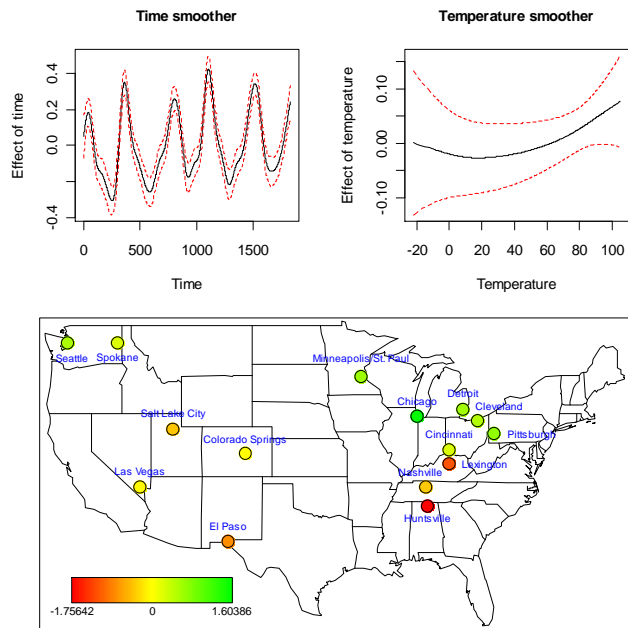 Time smoother
Effect of time
-0.4
0.0
0.2
0.4
0
500
1000
1500
Time
Temperature smoother
Effect of temperature
-0.10
0.00
0.10
-20
0
20
40
60
80
100
Temperature
Seattle
Spokane
Minneapolis/St. Paul
Detroit
Chicago
Cleveland
Salt Lake City
Cincinnati
Pittsburgh
Colorado Springs
Lexington
Las Vegas
Nashville
Huntsville
El Paso
-1.75642
0
1.60386